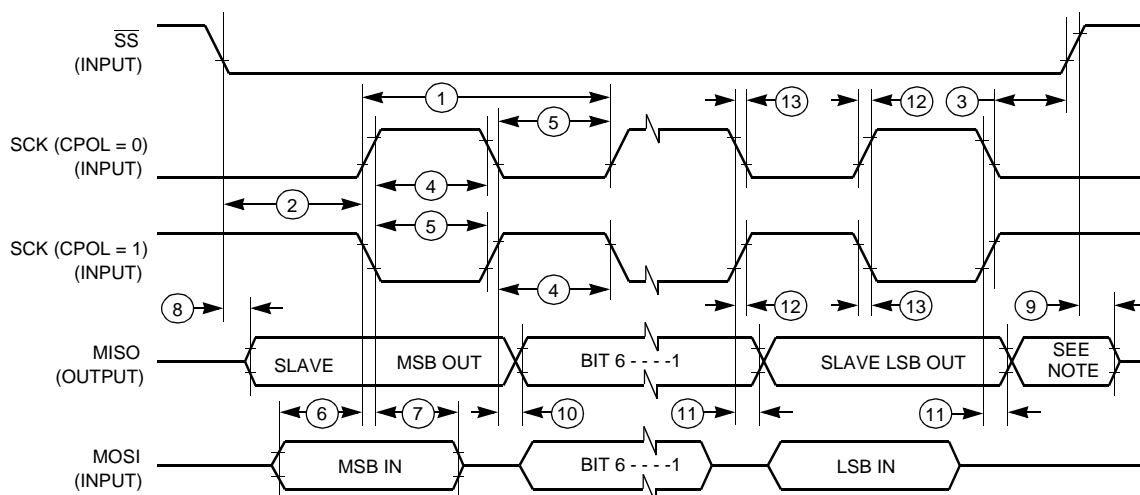 SS
(INPUT)
1
13
12
3
5
SCK (CPOL = 0)
(INPUT)
4
2
5
SCK (CPOL = 1)
(INPUT)
4
12
13
8
9
MISO
(OUTPUT)
SLAVE
MSB OUT
BIT 6 - - - -1
SLAVE LSB OUT
SEE
NOTE
6
7
10
11
11
MOSI
(INPUT)
MSB IN
BIT 6 - - - -1
LSB IN